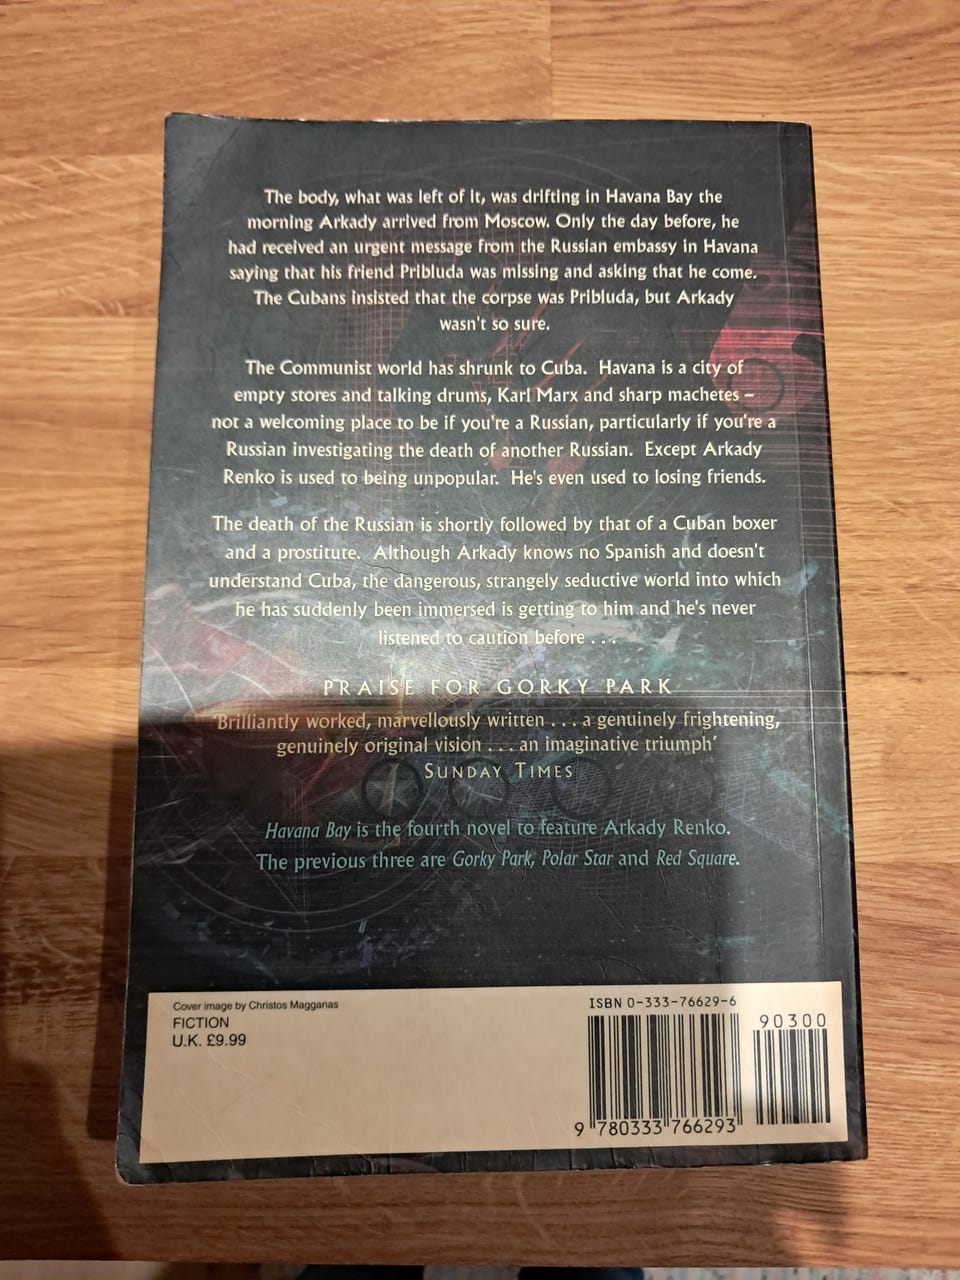 The body, what was left of it, was drifting in Havana Bay the
morning Arkady arrived from Moscow. Only the day before, he
had received an urgent message from the Russian embassy in Havana
saying that his friend Pribluda was missing and asking that he come.
The Cubans insisted that the corpse was Pribluda, but Arkady
wasn't so sure.
The Communist world has shrunk to Cuba. Havana is a city of
empty stores and talking drums, Karl Marx and sharp machetes –
not a welcoming place to be if you're a Russian, particularly if you're a
Russian investigating the death of another Russian. Except Arkady
Renko is used to being unpopular. He's even used to losing friends.
The death of the Russian is shortly followed by that of a Cuban boxer
and a prostitute. Although Arkady knows no Spanish and doesn't
understand Cuba, the dangerous, strangely seductive world into which
he has suddenly been immersed is getting to him and he's never
listened to caution before . . .
PRAISE FOR GORKY PARK
'Brilliantly worked, marvellously written . . . a genuinely frightening,
genuinely original vision . . . an imaginative triumph'
SUNDAY TIMES
Havana Bay is the fourth novel to feature Arkady Renko.
The previous three are Gorky Park, Polar Star and Red Square.
Cover image by Christos Magganas
FICTION
U.K. £9.99
ISBN 0-333-76629-6
90300
9 780333 766293